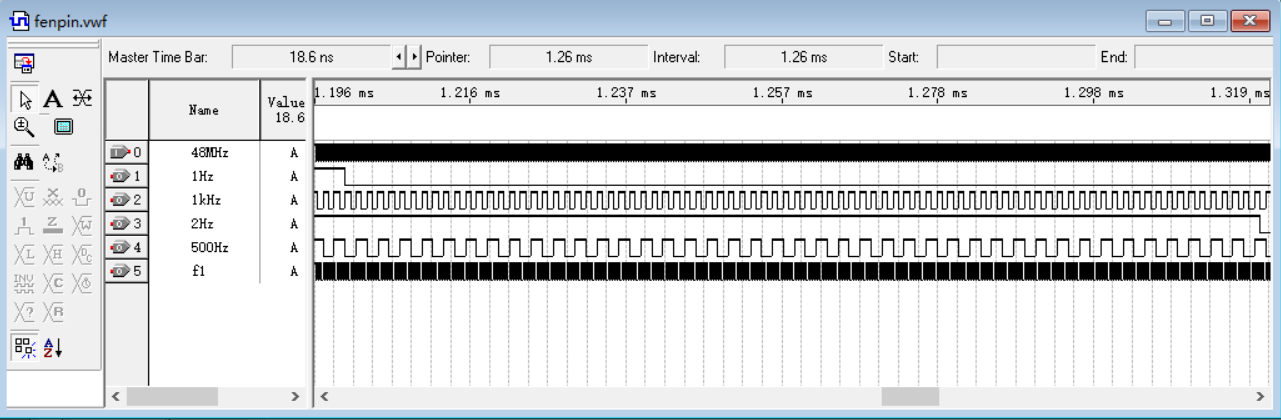 fenpin.vwf
Master Time Bar: 18.6 ns Pointer: 1.26 ms Interval: 1.26 ms Start: End:
Name Value 18.6 1.196 ms 1.216 ms 1.237 ms 1.257 ms 1.278 ms 1.298 ms 1.319 ms
0 48MHz A
1 1Hz A
2 1kHz A
3 2Hz A
4 500Hz A
5 f1 A